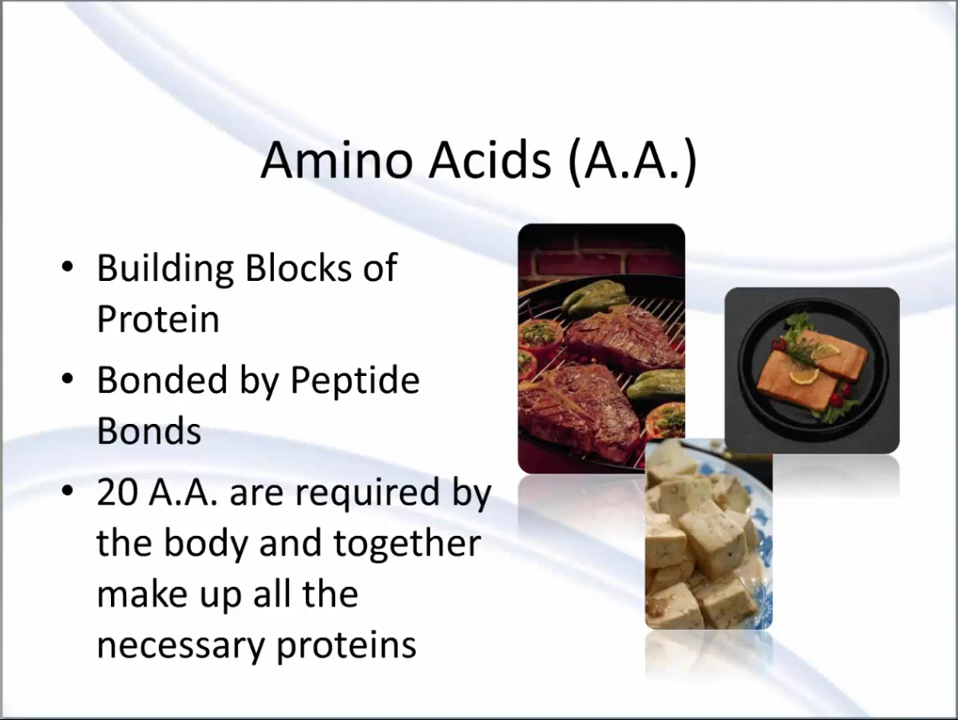 Amino Acids (A.A.)
• Building Blocks of
Protein
• Bonded by Peptide
Bonds
• 20 A.A. are required by
the body and together
make up all the
necessary proteins